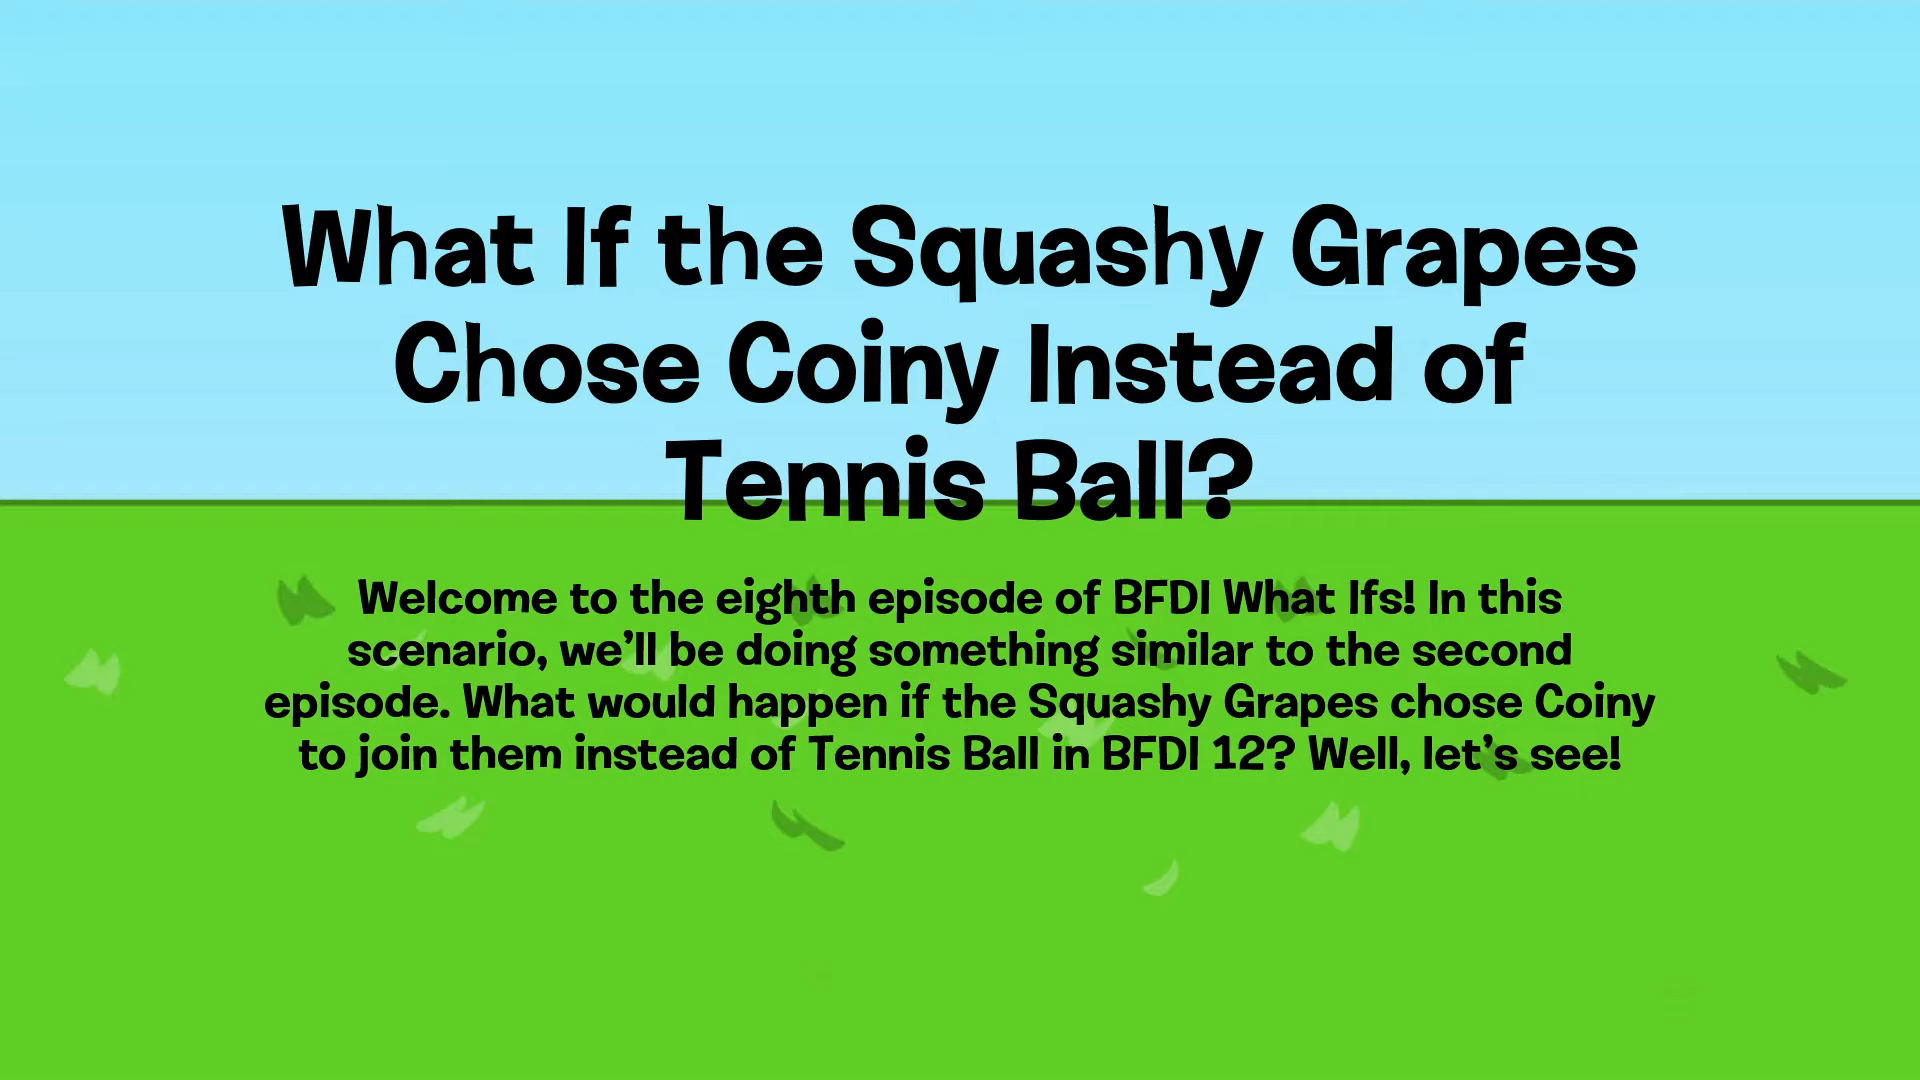 What If the Squashy Grapes
Chose Coiny Instead of
Tennis Ball?
Welcome to the eighth episode of BFDI What Ifs! In this
scenario, we’ll be doing something similar to the second
episode. What would happen if the Squashy Grapes chose Coiny
to join them instead of Tennis Ball in BFDI 12? Well, let’s see!